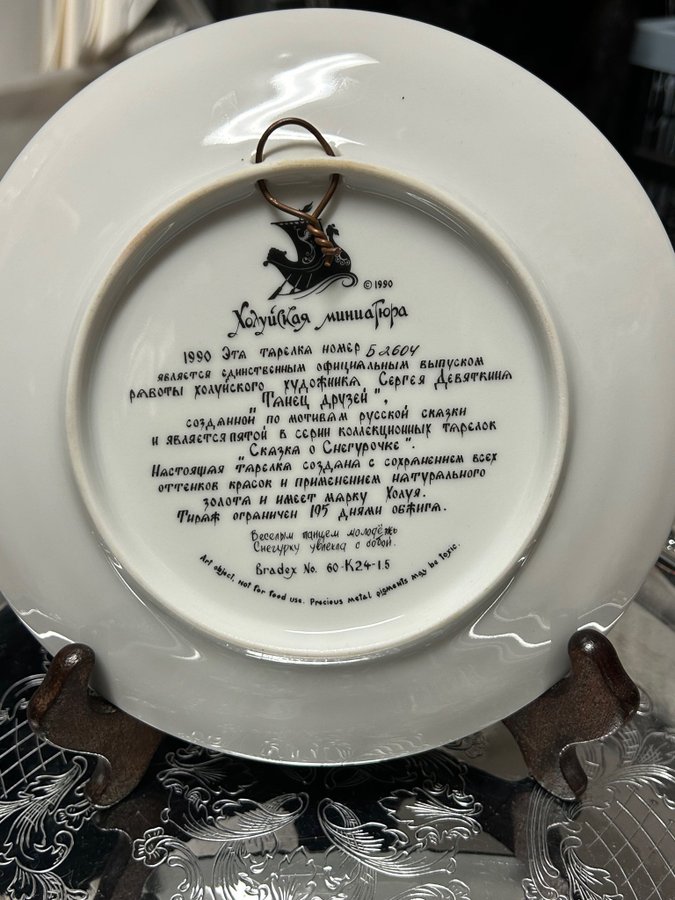 ©1990
Холуйская миниатюра
1990 Эта тарелка номер Б2604
является единственным официальным выпуском
работы холуйского художника Сергея Девяткина
"Танец друзей",
созданной по мотивам русской сказки
и является пятой в серии коллекционных тарелок
"Сказка о Снегурочке".
Настоящая тарелка создана с сохранением всех
оттенков красок и применением натурального
золота и имеет марку Холуя.
Тираж ограничен 195 днями обжига.
Веселым танцем молодёжь
Снегурку увлекла с собой.
Bradex No. 60-K24-1.5
Art object, not for food use. Precious metal pigments may be toxic.